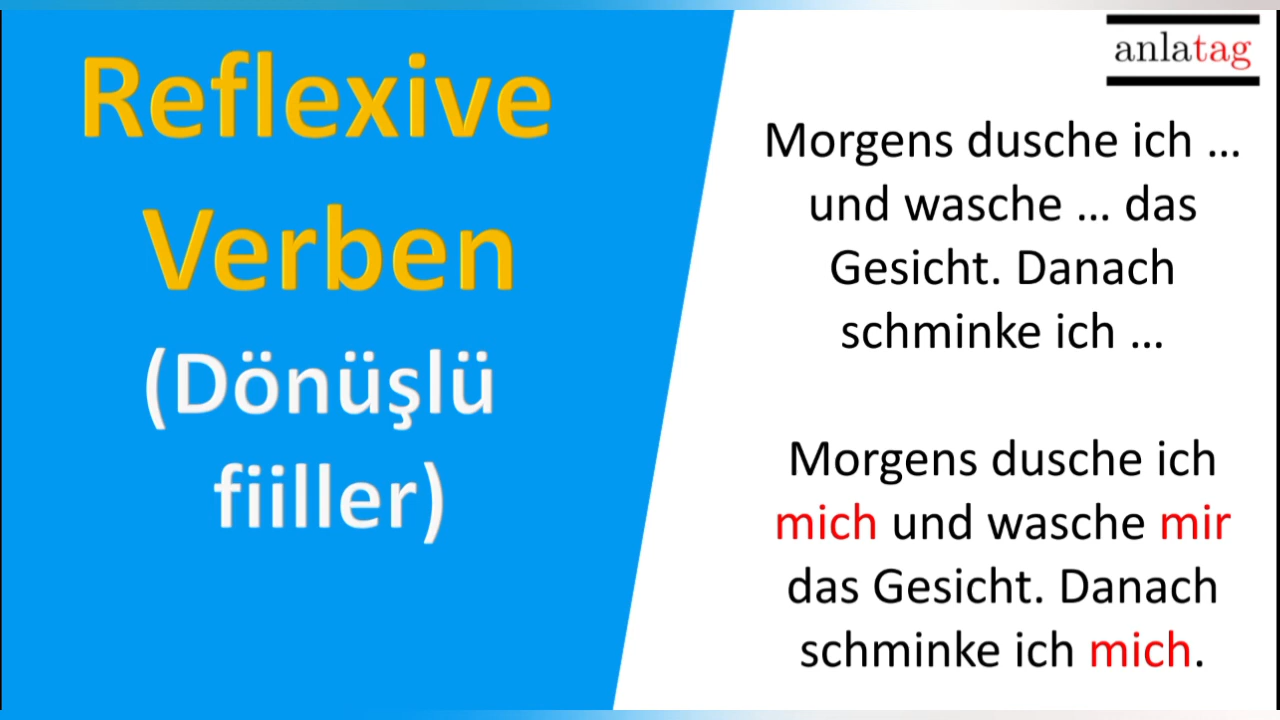 Reflexive
Verben
(Dönüşlü
fiiller)
anlatag
Morgens dusche ich ...
und wasche ... das
Gesicht. Danach
schminke ich ...
Morgens dusche ich
mich und wasche mir
das Gesicht. Danach
schminke ich mich.